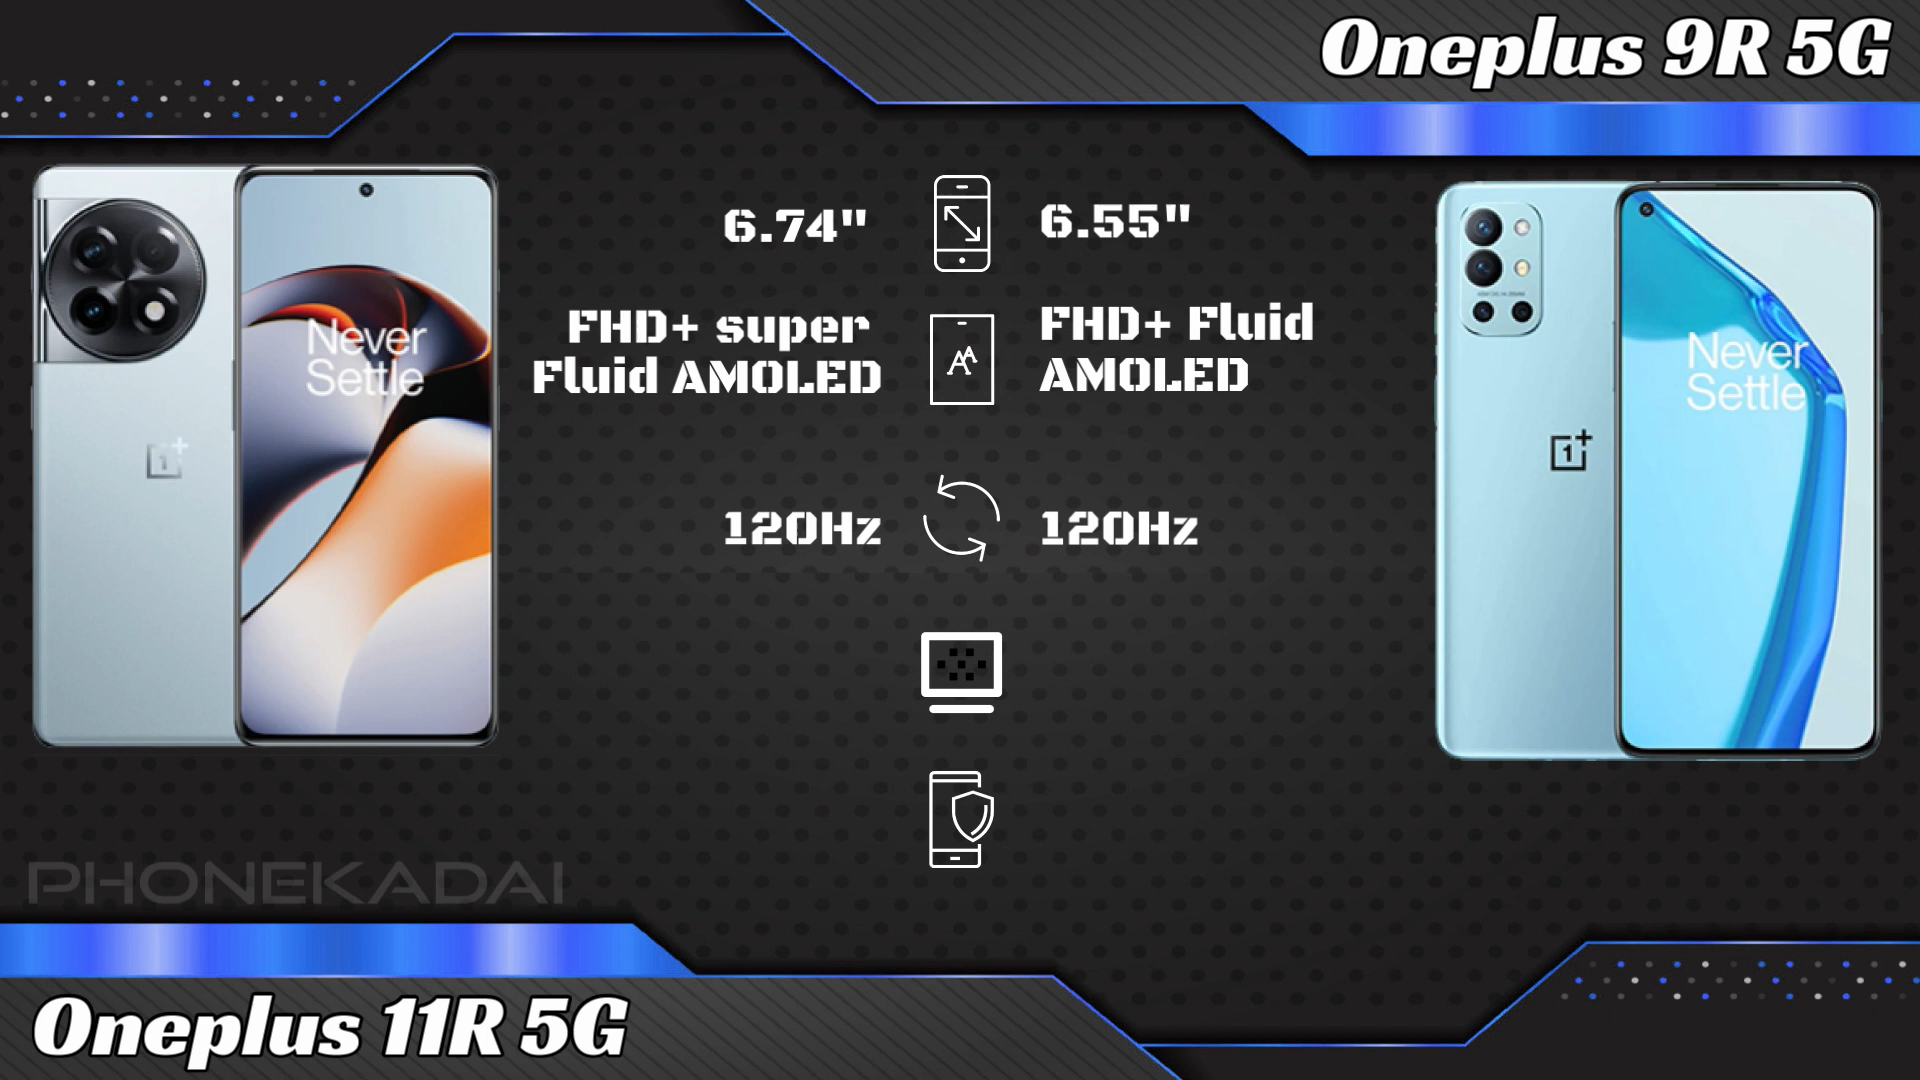 Oneplus 9R 5G
6.74"
6.55"
FHD+ super
Fluid AMOLED
FHD+ Fluid
AMOLED
120Hz
120Hz
Never
Settle
Never
Settle
PHONEKADAI
Oneplus 11R 5G